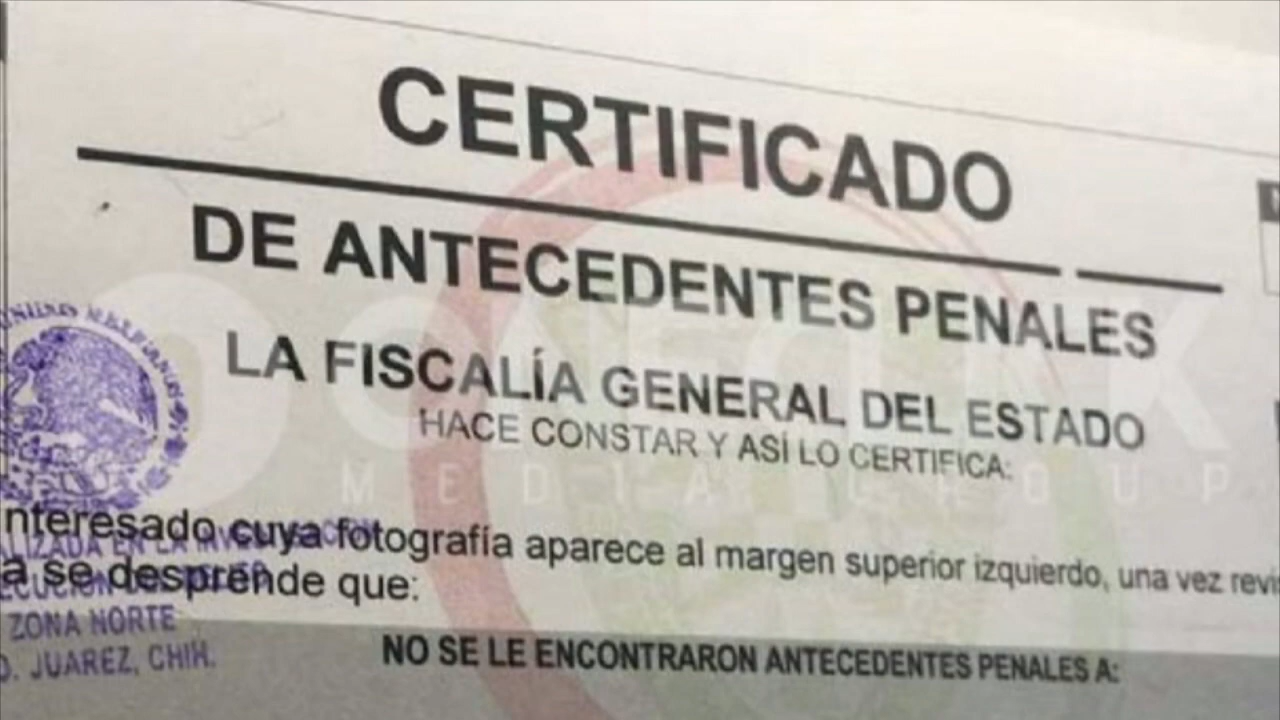 CERTIFICADO
DE ANTECEDENTES PENALES
LA FISCALÍA GENERAL DEL ESTADO
HACE CONSTAR Y ASÍ LO CERTIFICA:
nteresado cuya fotografía aparece al margen superior izquierdo, una vez revi
a se desprende que:
ZONA NORTE
D. JUAREZ, CHIH.
NO SE LE ENCONTRARON ANTECEDENTES PENALES A:
MEDIA GROUP